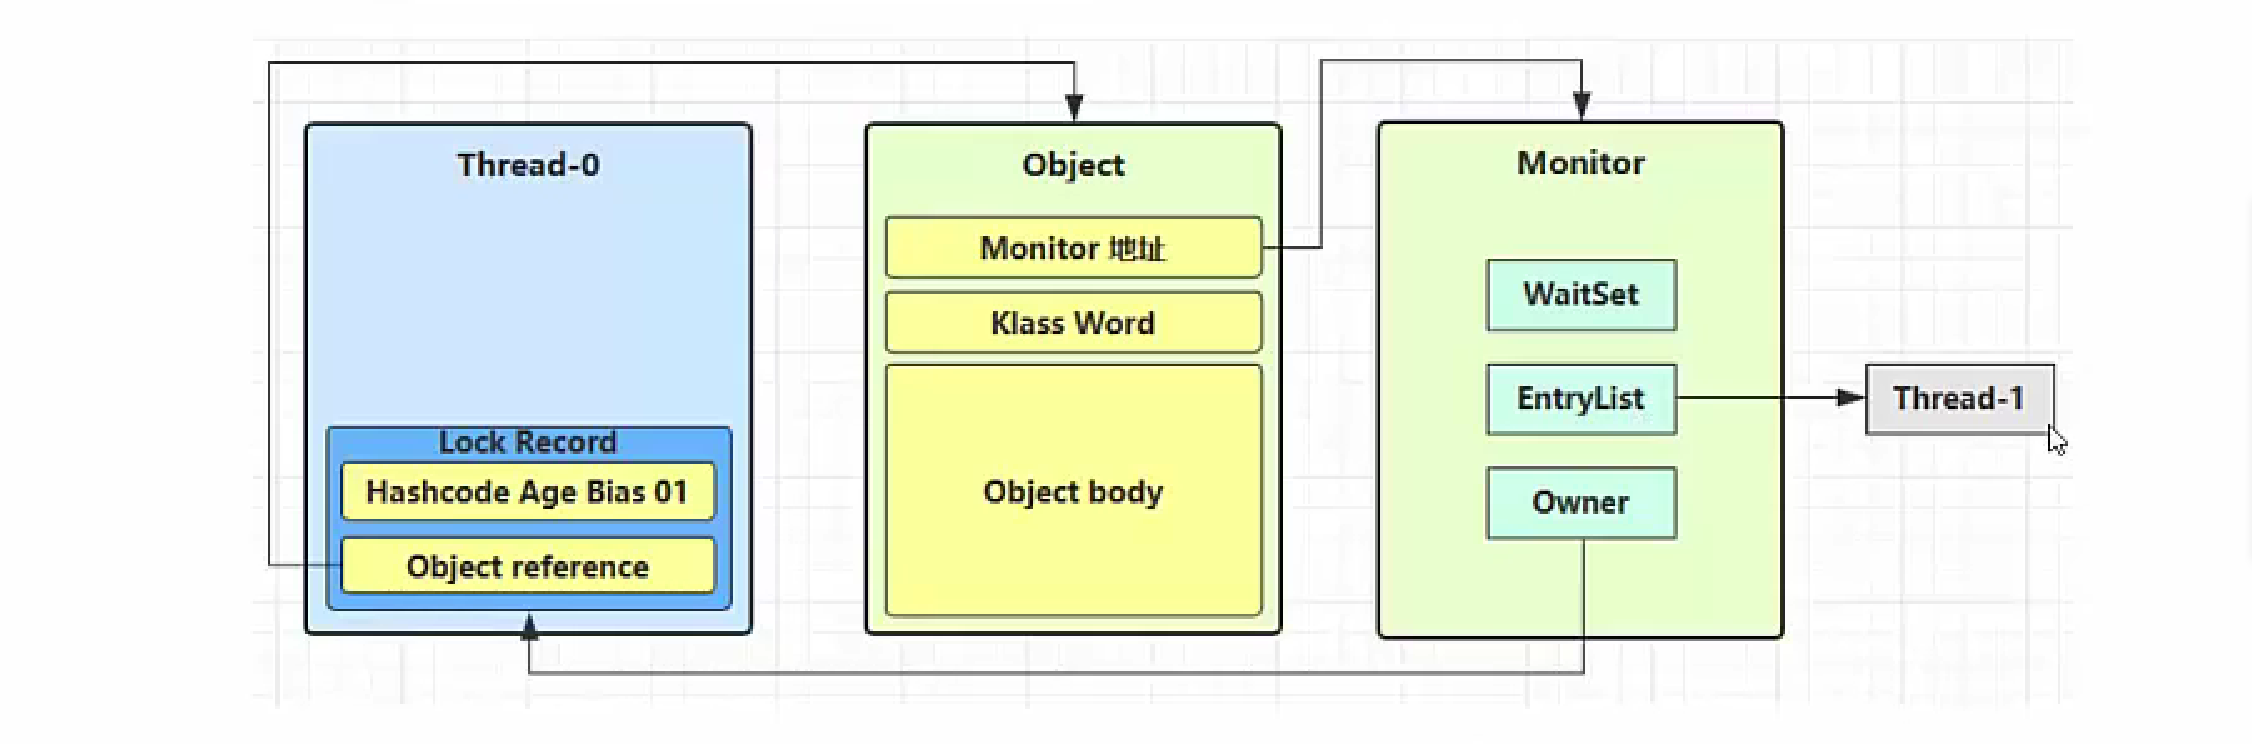 Thread-0
Lock Record
Hashcode Age Bias 01
Object reference
Object
Monitor 地址
Klass Word
Object body
Monitor
WaitSet
EntryList
Owner
Thread-1